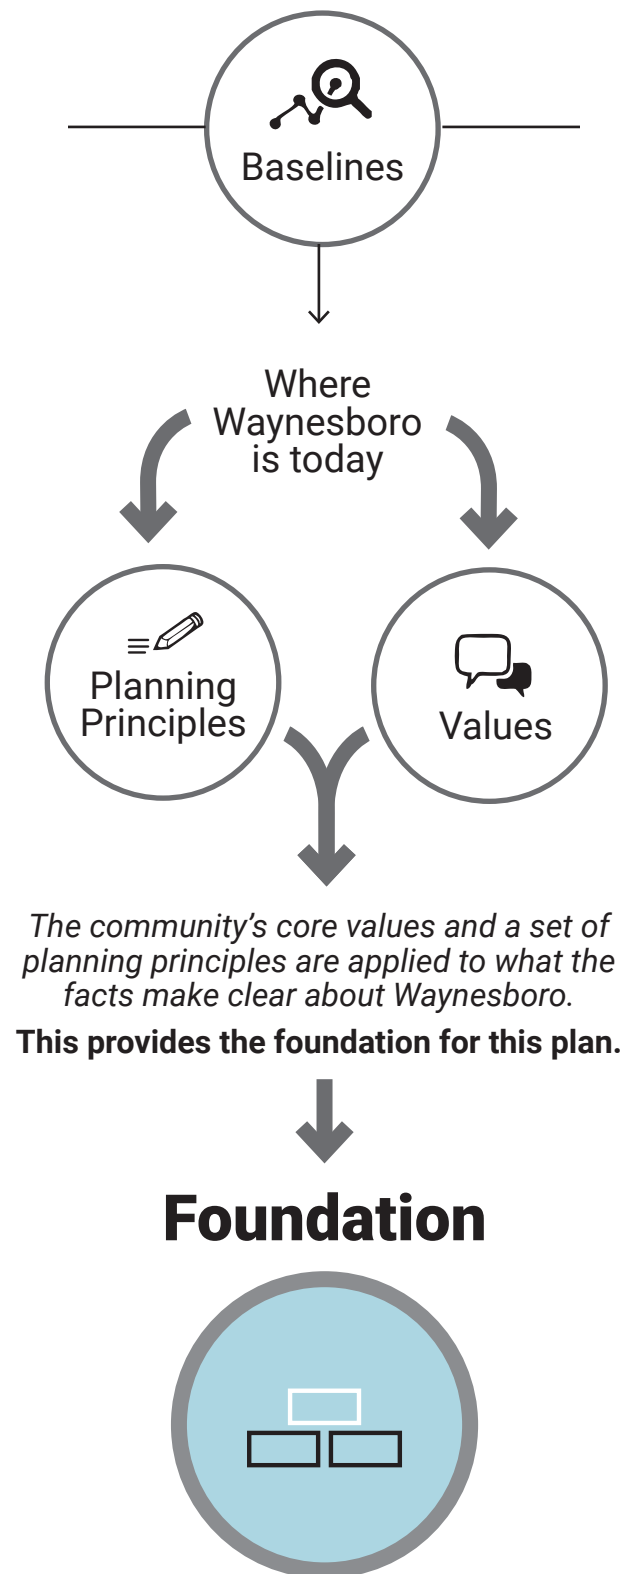 Baselines
Where
Waynesboro
is today
Planning
Principles
Values
The community’s core values and a set of
planning principles are applied to what the
facts make clear about Waynesboro.
This provides the foundation for this plan.
Foundation